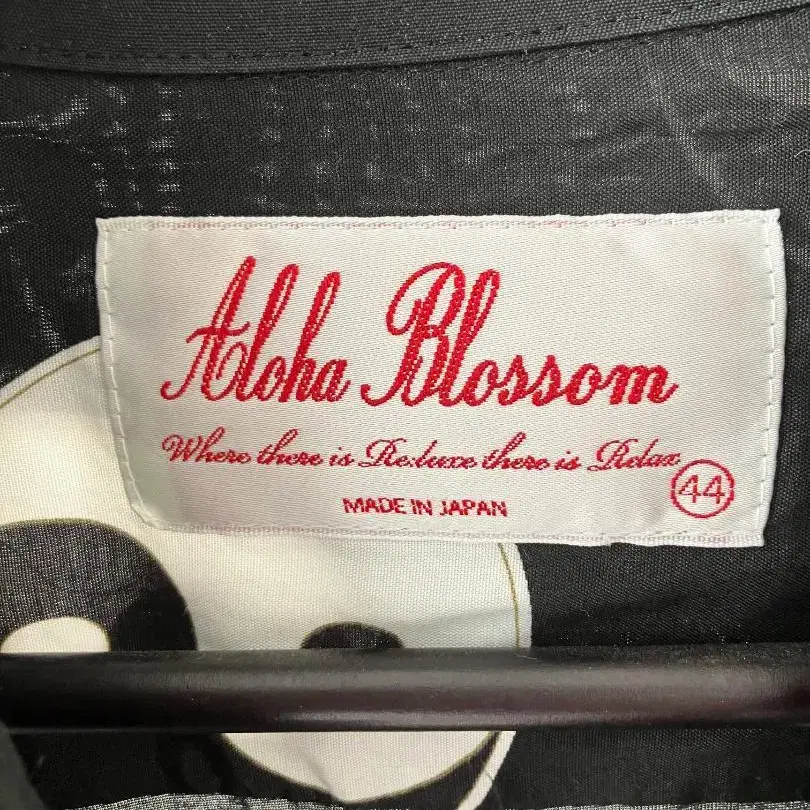 Aloha Blossom
Where there is Re:luxe there is Relax
44
MADE IN JAPAN